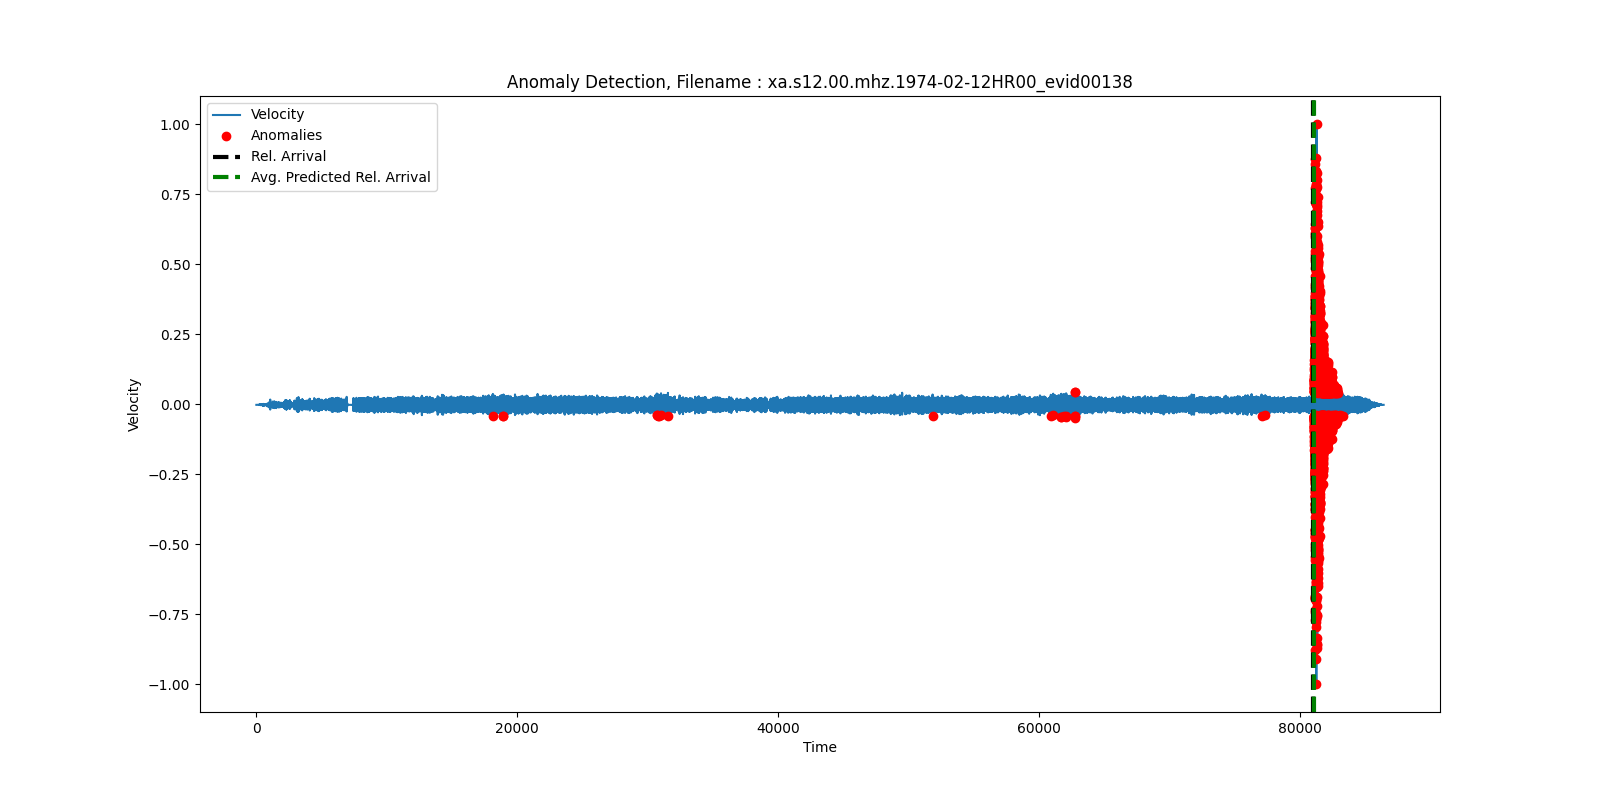 Anomaly Detection, Filename : xa.s12.00.mhz.1974-02-12HR00_evid00138
Velocity
Anomalies
Rel. Arrival
Avg. Predicted Rel. Arrival
1.00
0.75
0.50
0.25
0.00
−0.25
−0.50
−0.75
−1.00
Velocity
0
20000
40000
60000
80000
Time